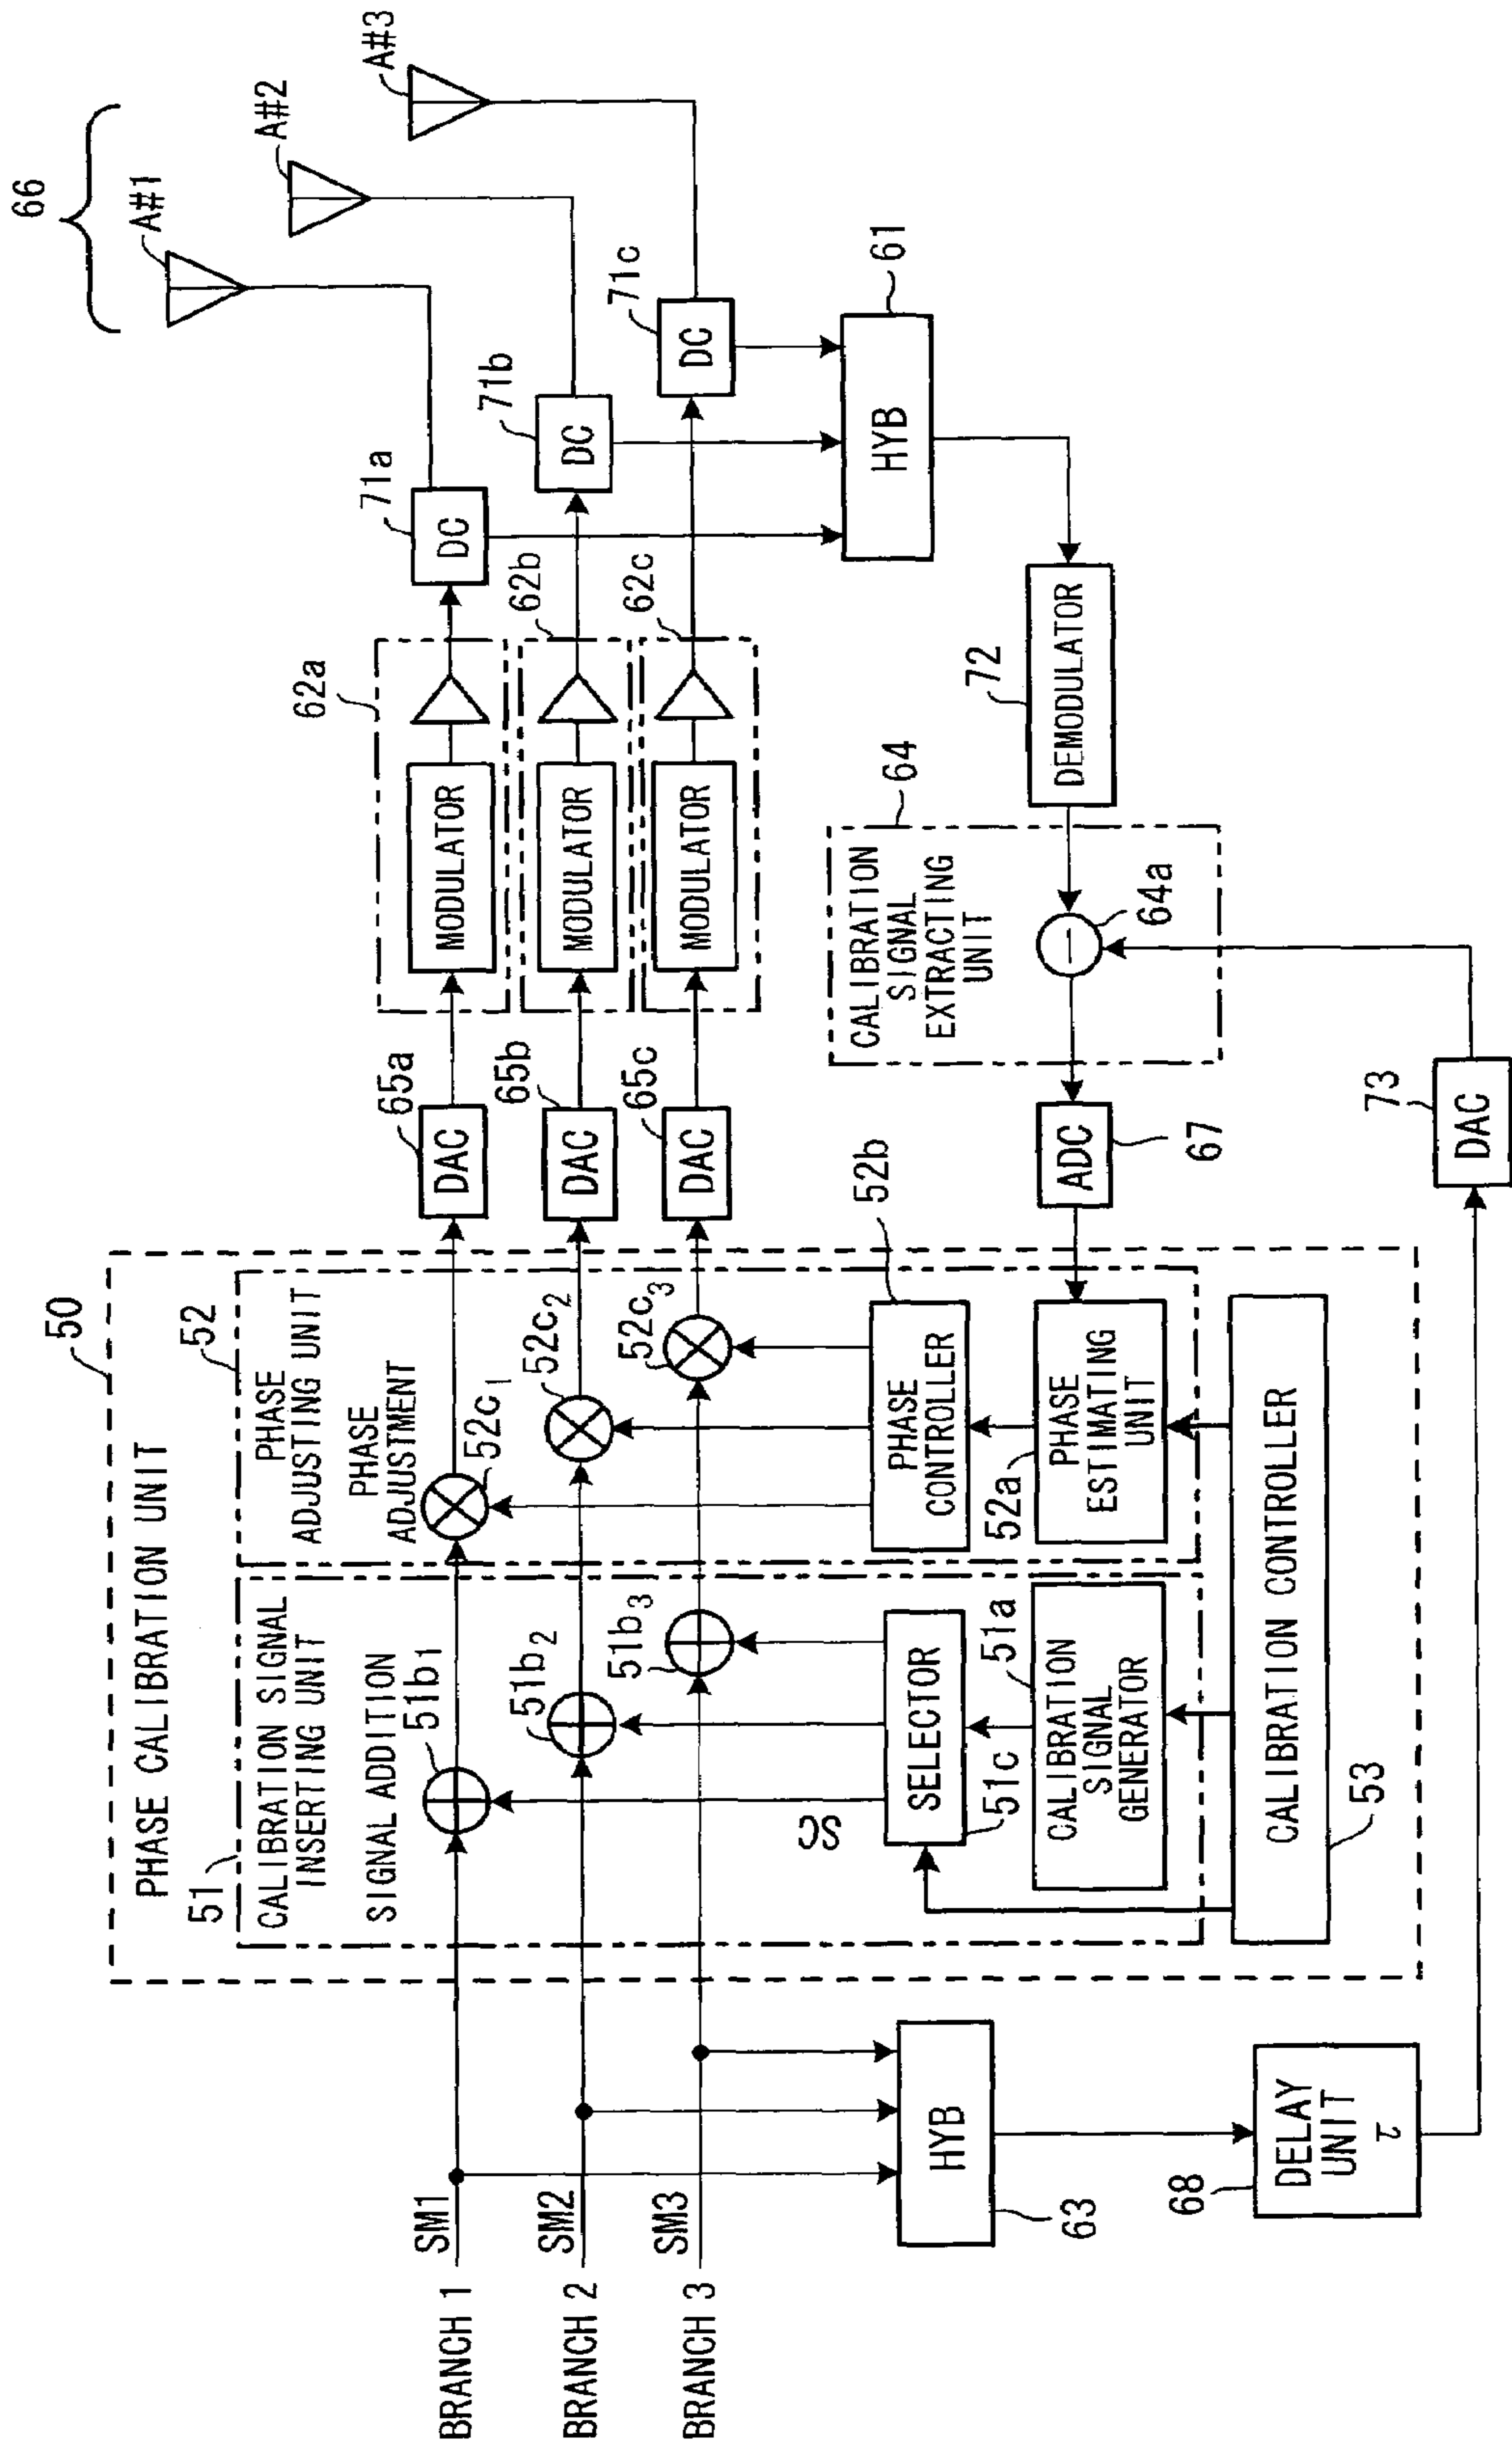 66
A#1
A#2
A#3
50
PHASE CALIBRATION UNIT
51
CALIBRATION SIGNAL
INSERTING UNIT
SIGNAL ADDITION
51b1
51b2
51b3
52
PHASE
ADJUSTING UNIT
PHASE
ADJUSTMENT
52c1
52c2
52c3
65a
DAC
65b
DAC
65c
DAC
62a
MODULATOR
62b
MODULATOR
62c
MODULATOR
71a
DC
71b
DC
71c
DC
61
HYB
BRANCH 1
SM1
BRANCH 2
SM2
BRANCH 3
SM3
SC
SELECTOR
51c
CALIBRATION
SIGNAL
GENERATOR
51a
PHASE
CONTROLLER
52b
PHASE
ESTIMATING
UNIT
52a
CALIBRATION CONTROLLER
53
ADC
67
CALIBRATION
SIGNAL
EXTRACTING
UNIT
64
64a
72
DEMODULATOR
HYB
63
DELAY
UNIT
τ
68
73
DAC